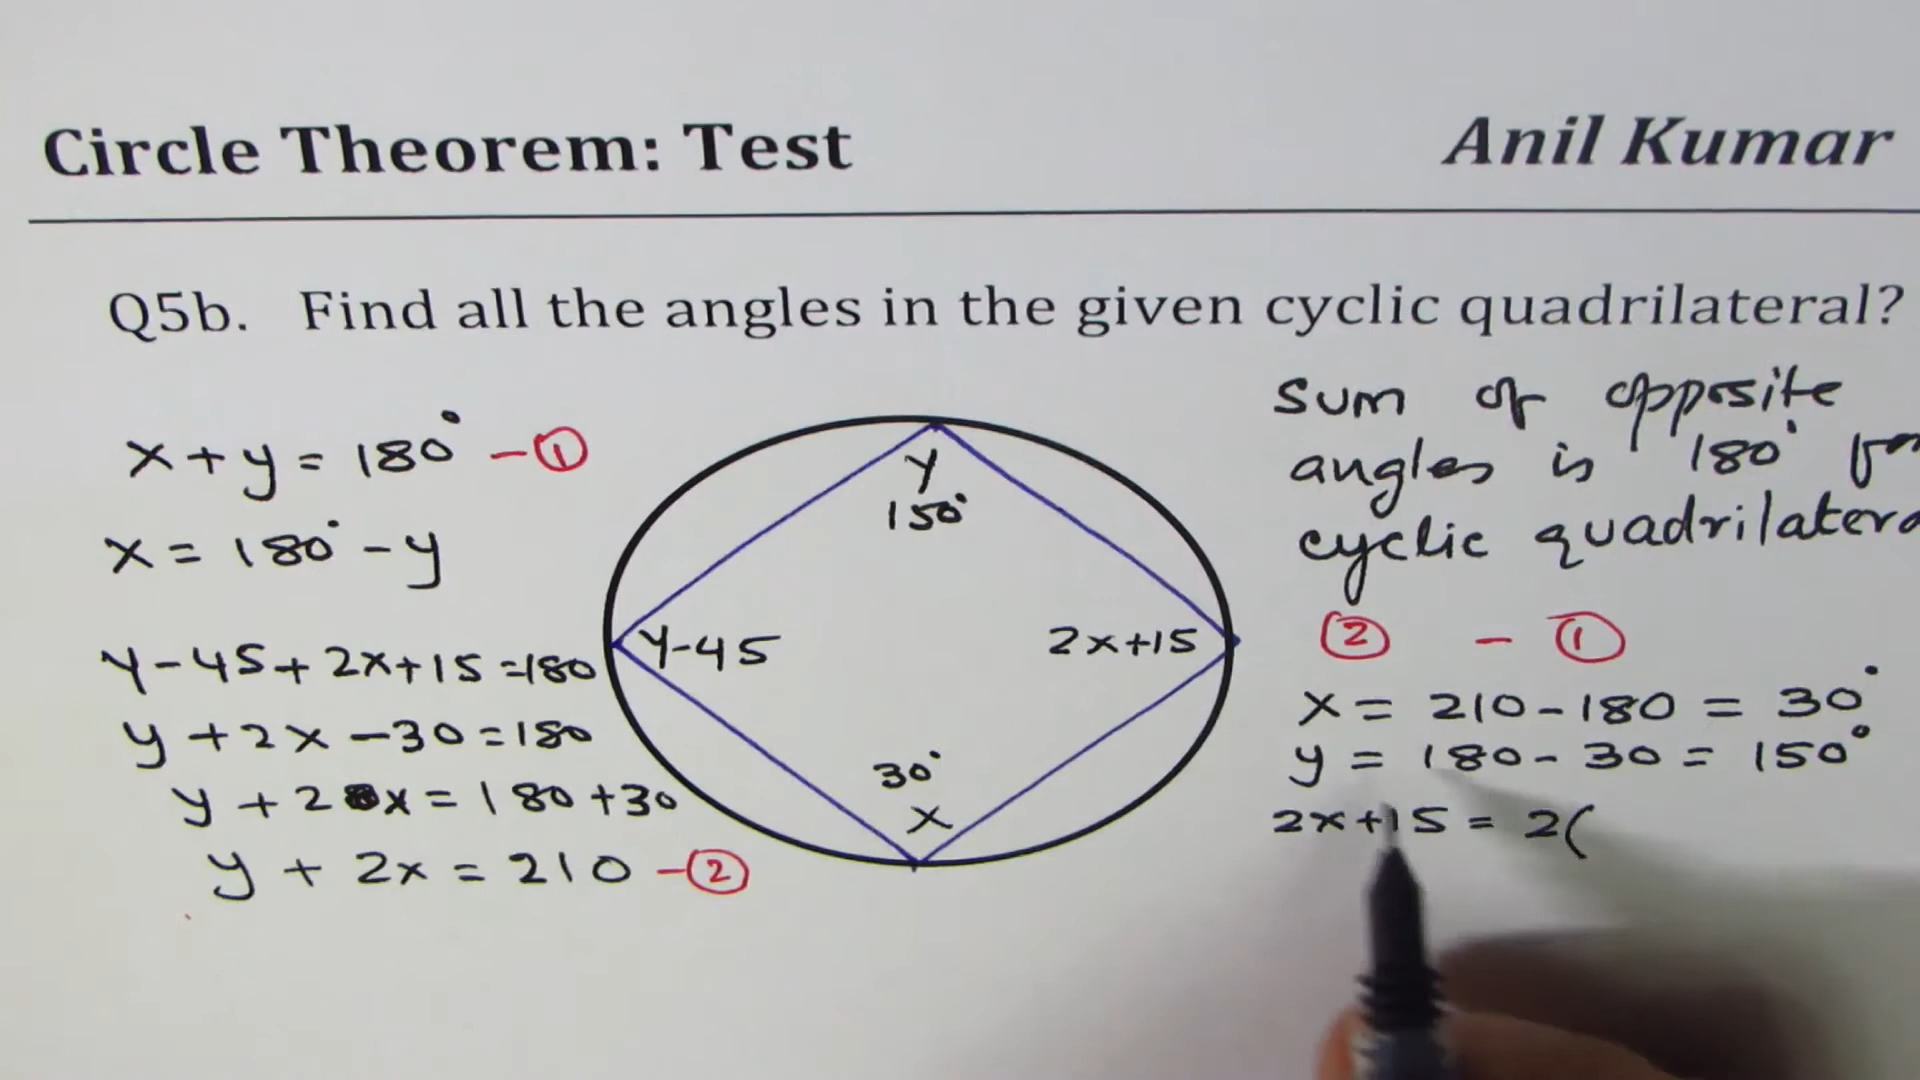 Circle Theorem: Test
Anil Kumar
Q5b. Find all the angles in the given cyclic quadrilateral?
x + y = 180° - ①
x = 180° - y
y - 45 + 2x + 15 = 180
y + 2x - 30 = 180
y + 2x = 180 + 30
y + 2x = 210 - ②
y
150°
y-45
2x+15
30°
x
Sum of opposite
angles is 180°
cyclic
② - ①
x = 210 - 180 = 30°
y = 180 - 30 = 150°
2x+15 = 2(